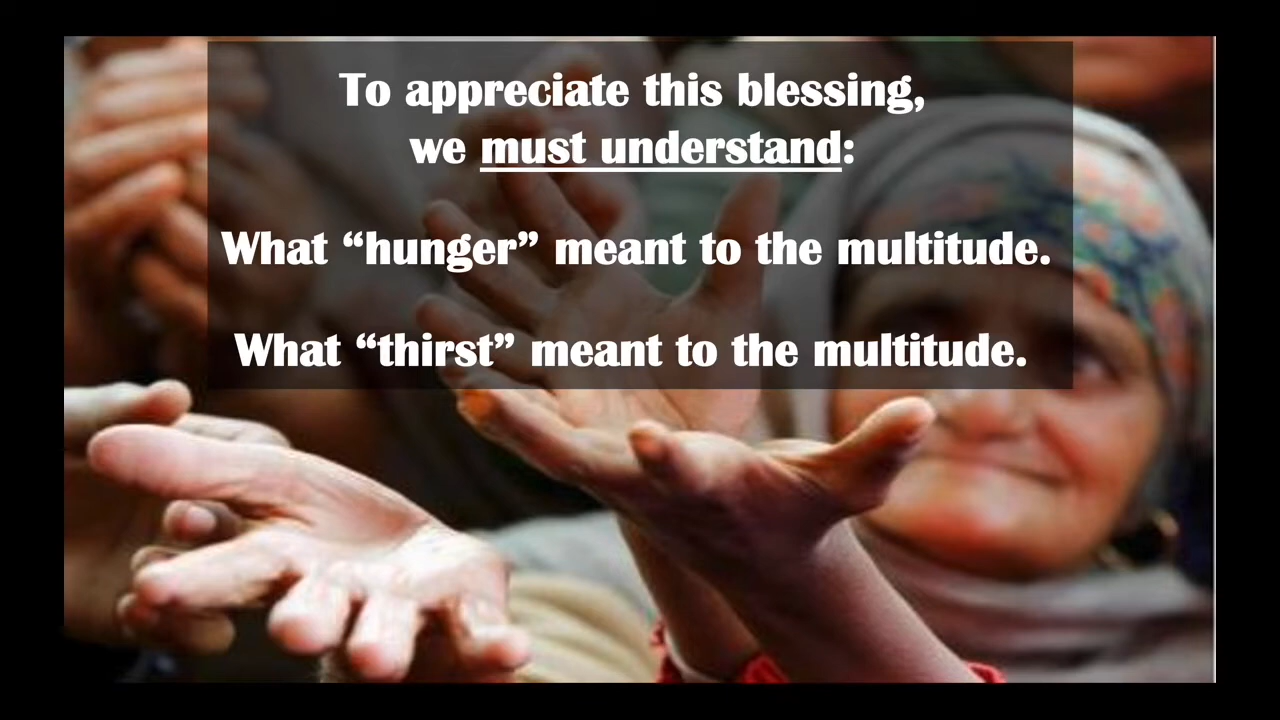 To appreciate this blessing,
we must understand:
What “hunger” meant to the multitude.
What “thirst” meant to the multitude.